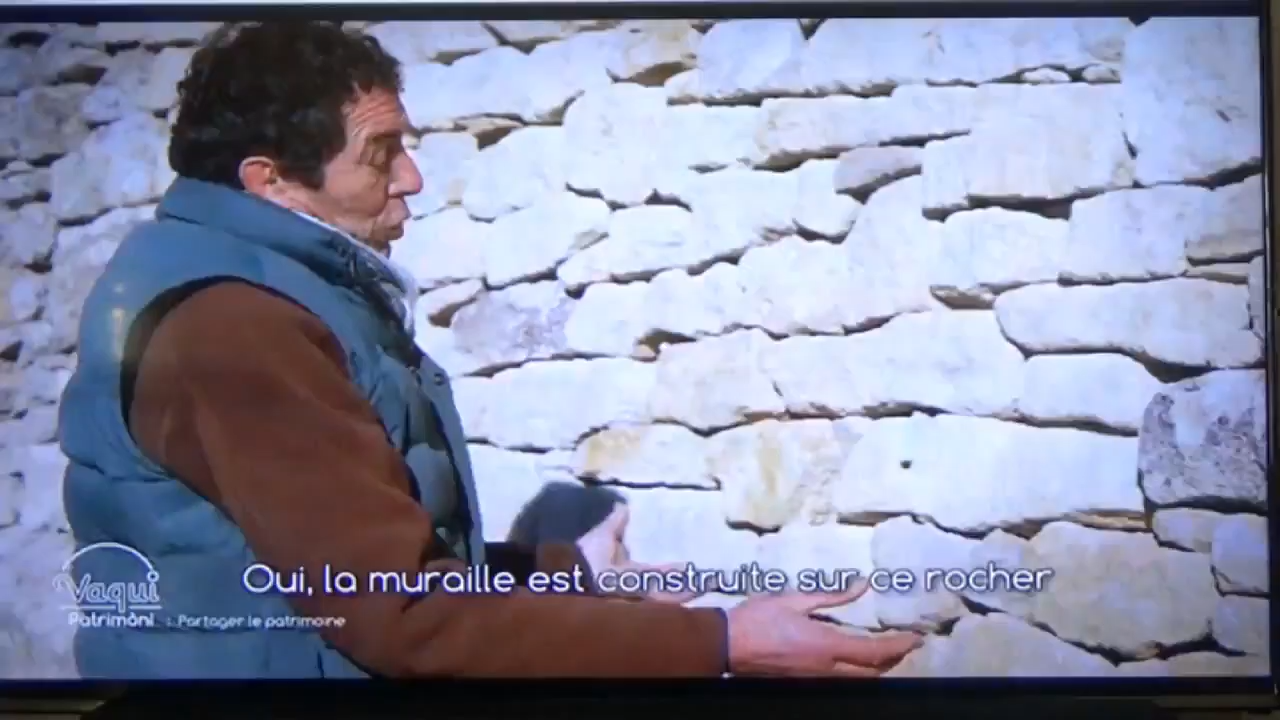 Oui, la muraille est construite sur ce rocher
Vaqui
Patrimòni : Partager le patrimoine